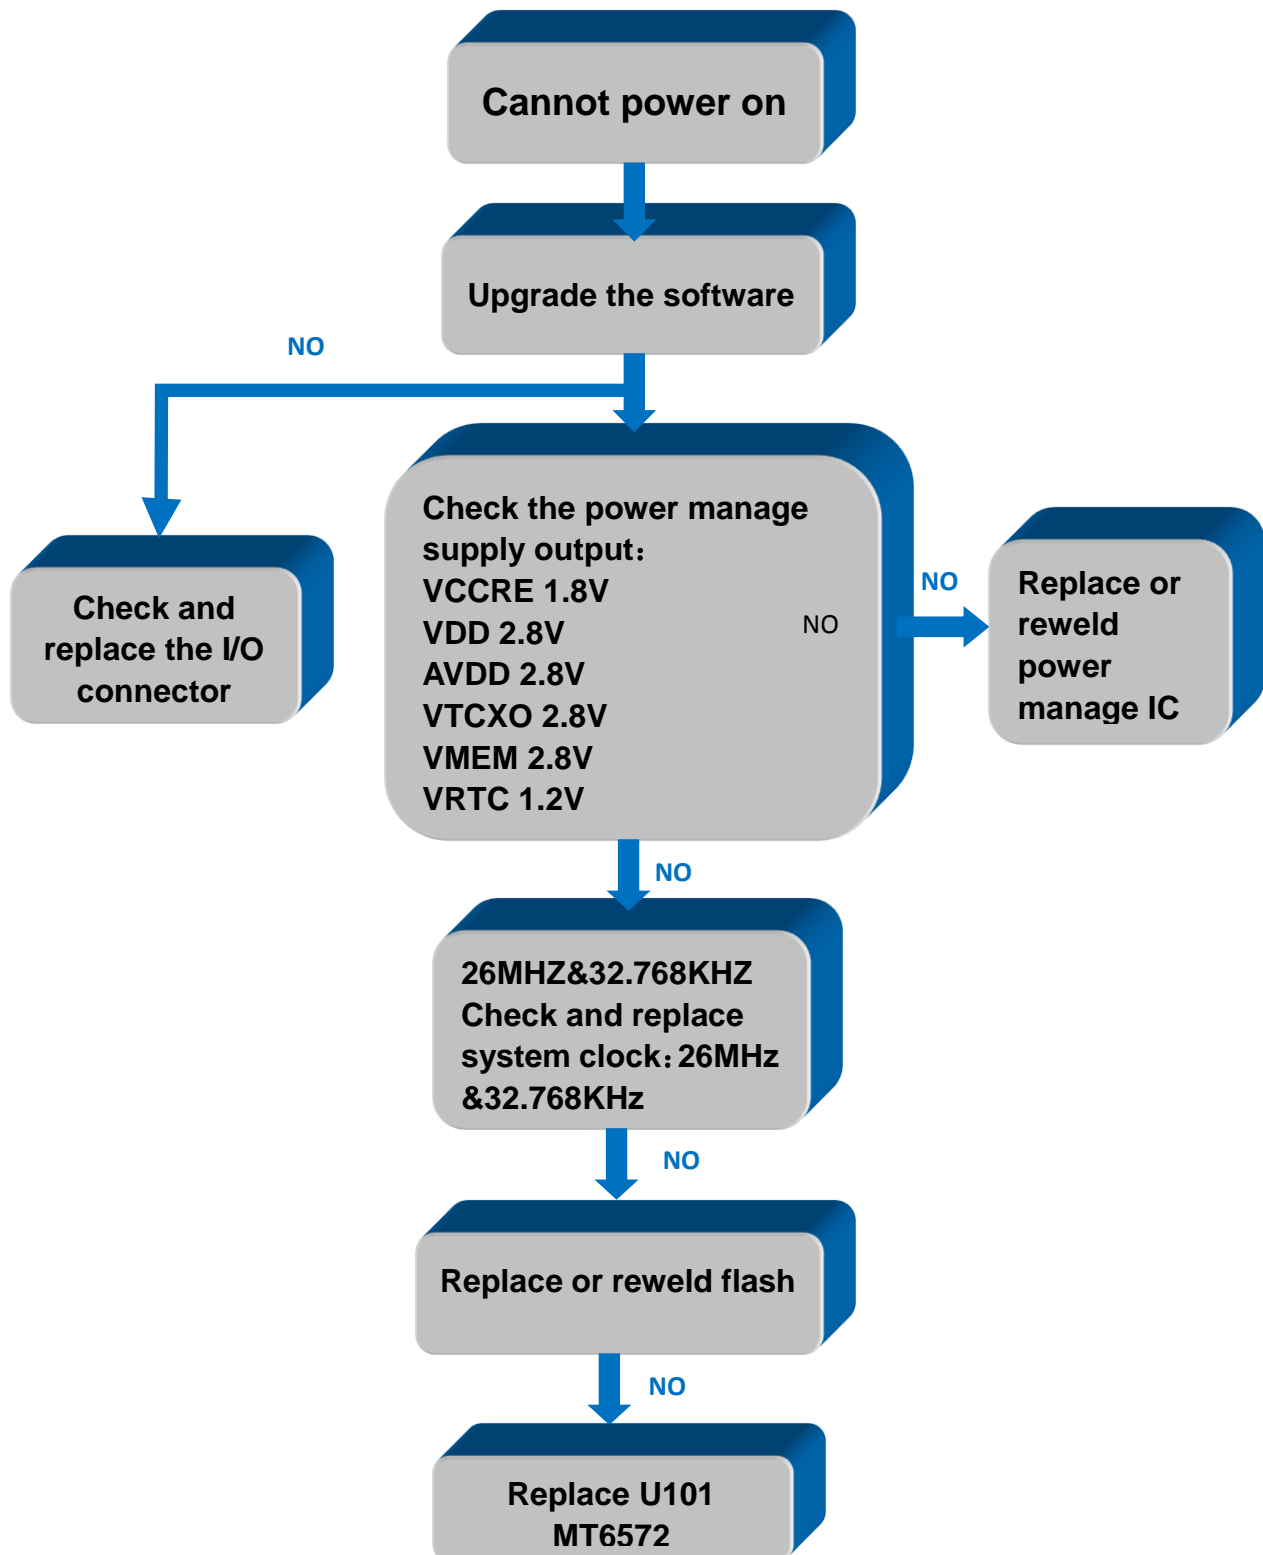 Cannot power on
Upgrade the software
NO
Check the power manage
supply output：
VCCRE 1.8V
VDD 2.8V
AVDD 2.8V
VTCXO 2.8V
VMEM 2.8V
VRTC 1.2V
NO
NO
Replace or
reweld
power
manage IC
Check and
replace the I/O
connector
NO
26MHZ&32.768KHZ
Check and replace
system clock：26MHz
&32.768KHz
NO
Replace or reweld flash
NO
Replace U101
MT6572